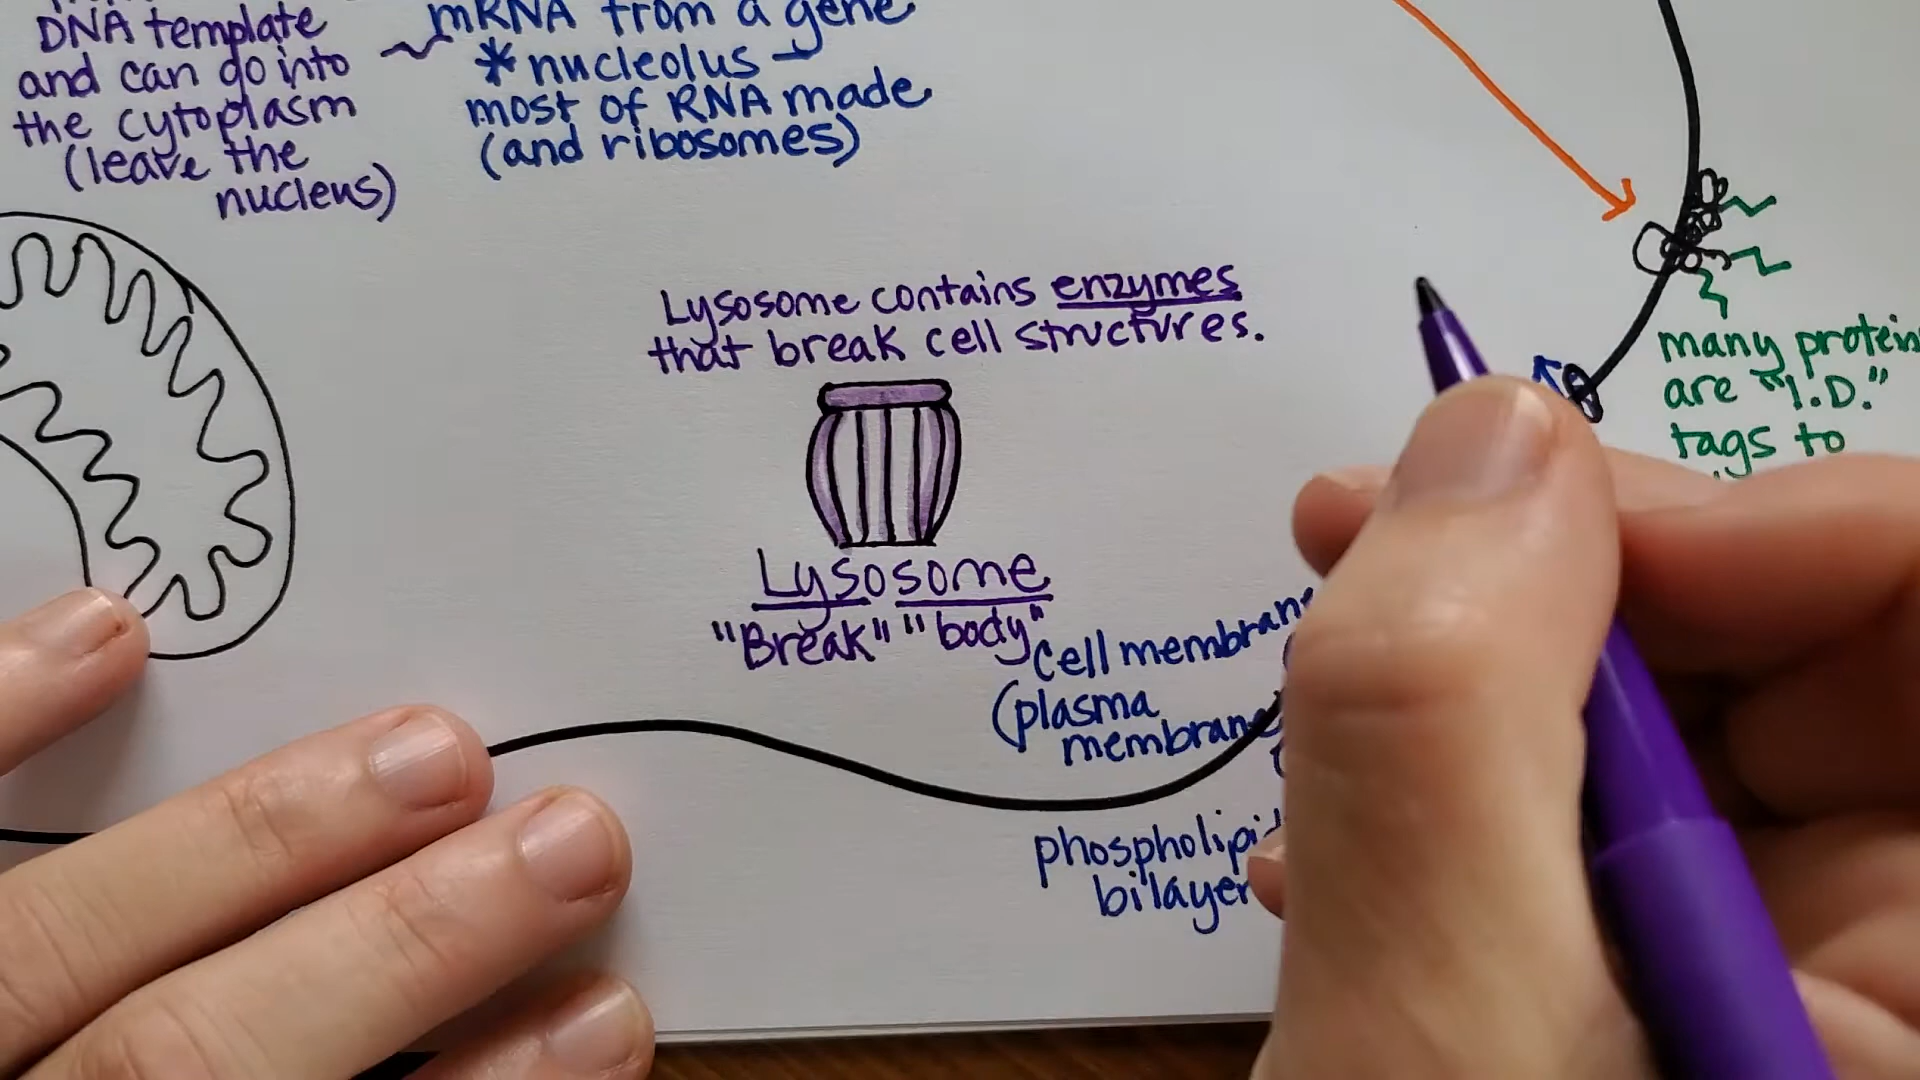 DNA template
and can go into
the cytoplasm
(leave the
nucleus)
mRNA from a gene
* nucleolus
most of RNA made
(and ribosomes)
Lysosome contains enzymes
that break cell structures.
Lysosome
"Break" "body"
many protein
are "I.D."
tags to
cell membrane
(plasma
membrane
phospholipid
bilayer